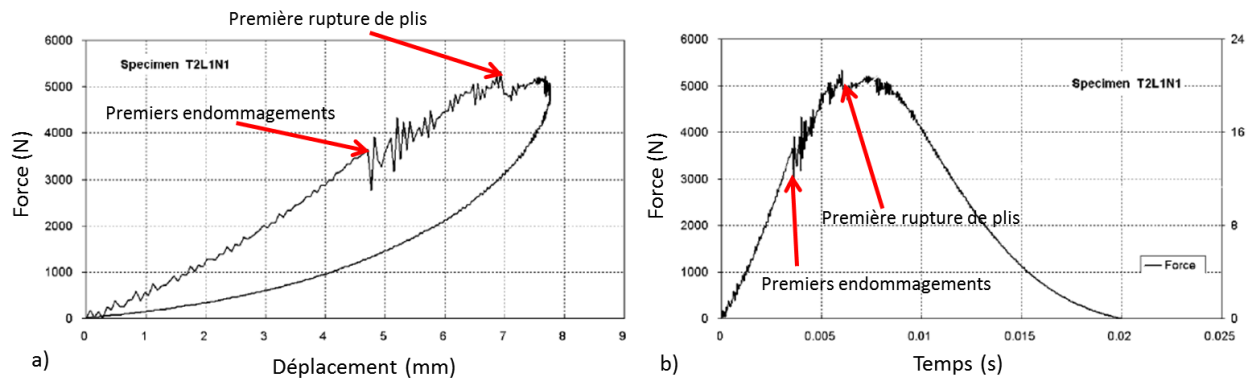 Première rupture de plis
6000
Specimen T2L1N1
5000
Premiers endommagements
4000
Force (N)
3000
2000
1000
0
0 1 2 3 4 5 6 7 8 9
a)
Déplacement (mm)
6000
24
Specimen T2L1N1
5000
4000
16
Force (N)
3000
Première rupture de plis
2000
8
Force
1000
Premiers endommagements
0
0
0 0.005 0.01 0.015 0.02 0.025
b)
Temps (s)